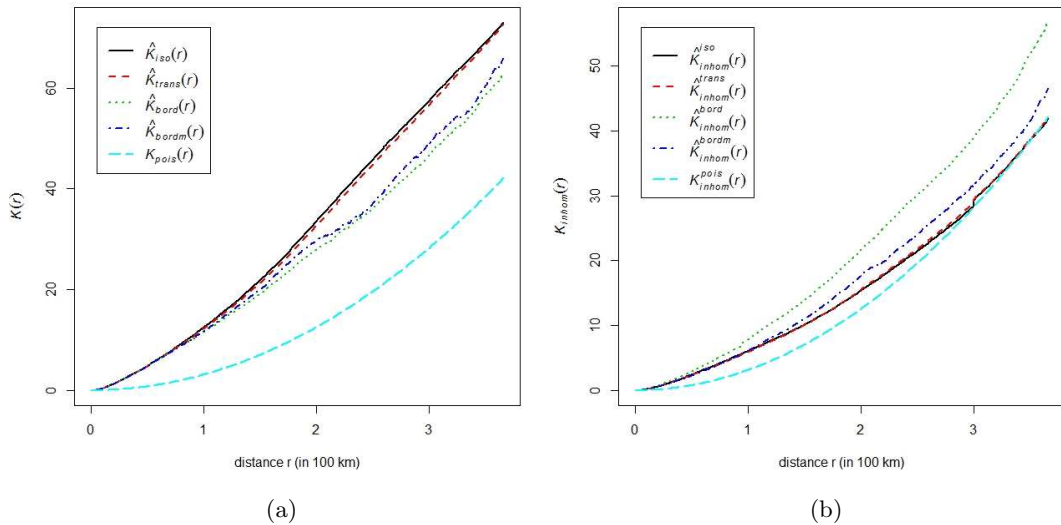 K̂iso(r)
K̂trans(r)
K̂bord(r)
K̂bordm(r)
Kpois(r)
K(r)
0 20 40 60
0 1 2 3
distance r (in 100 km)
(a)
K̂inhom^iso(r)
K̂inhom^trans(r)
K̂inhom^bord(r)
K̂inhom^bordm(r)
Kinhom^pois(r)
Kinhom(r)
0 10 20 30 40 50
0 1 2 3
distance r (in 100 km)
(b)